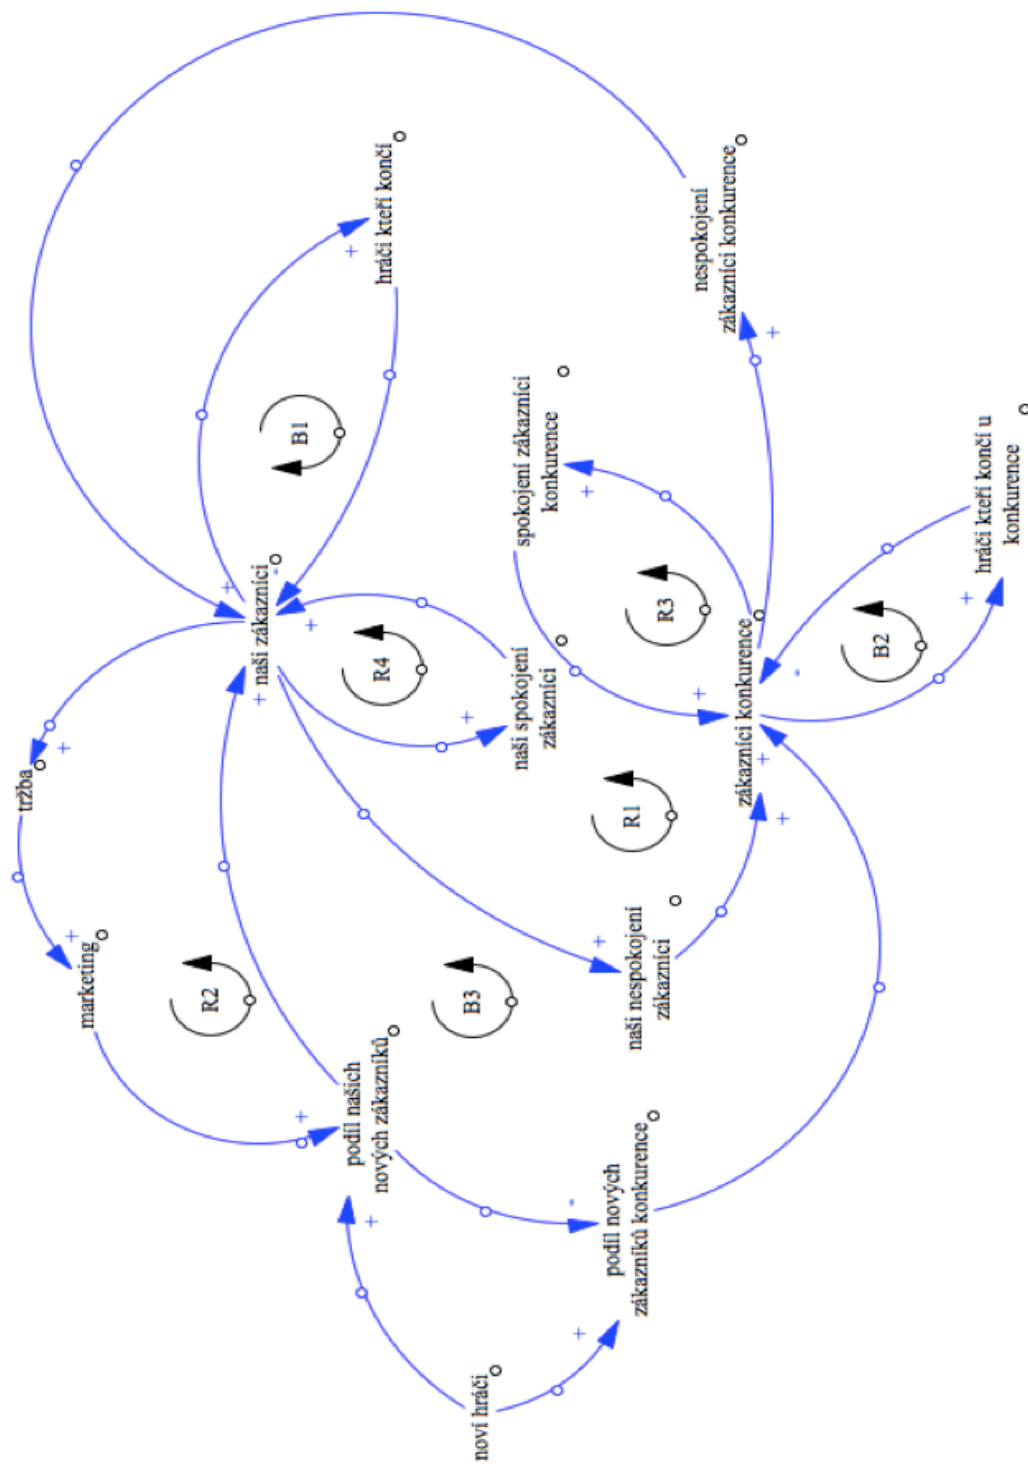 tržba
+
marketing
+
R2
+
naši zákazníci
+
-
B1
+
+
podíl našich
nových zákazníků
+
+
hráči kteří končí
R4
+
B3
noví hráči
naši spokojení
zákazníci
spokojení zákazníci
konkurence
-
+
+
+
podíl nových
zákazníků konkurence
naši nespokojení
zákazníci
R1
R3
+
nespokojení
zákazníci konkurence
zákazníci konkurence
+
+
+
-
B2
+
hráči kteří končí u
konkurence